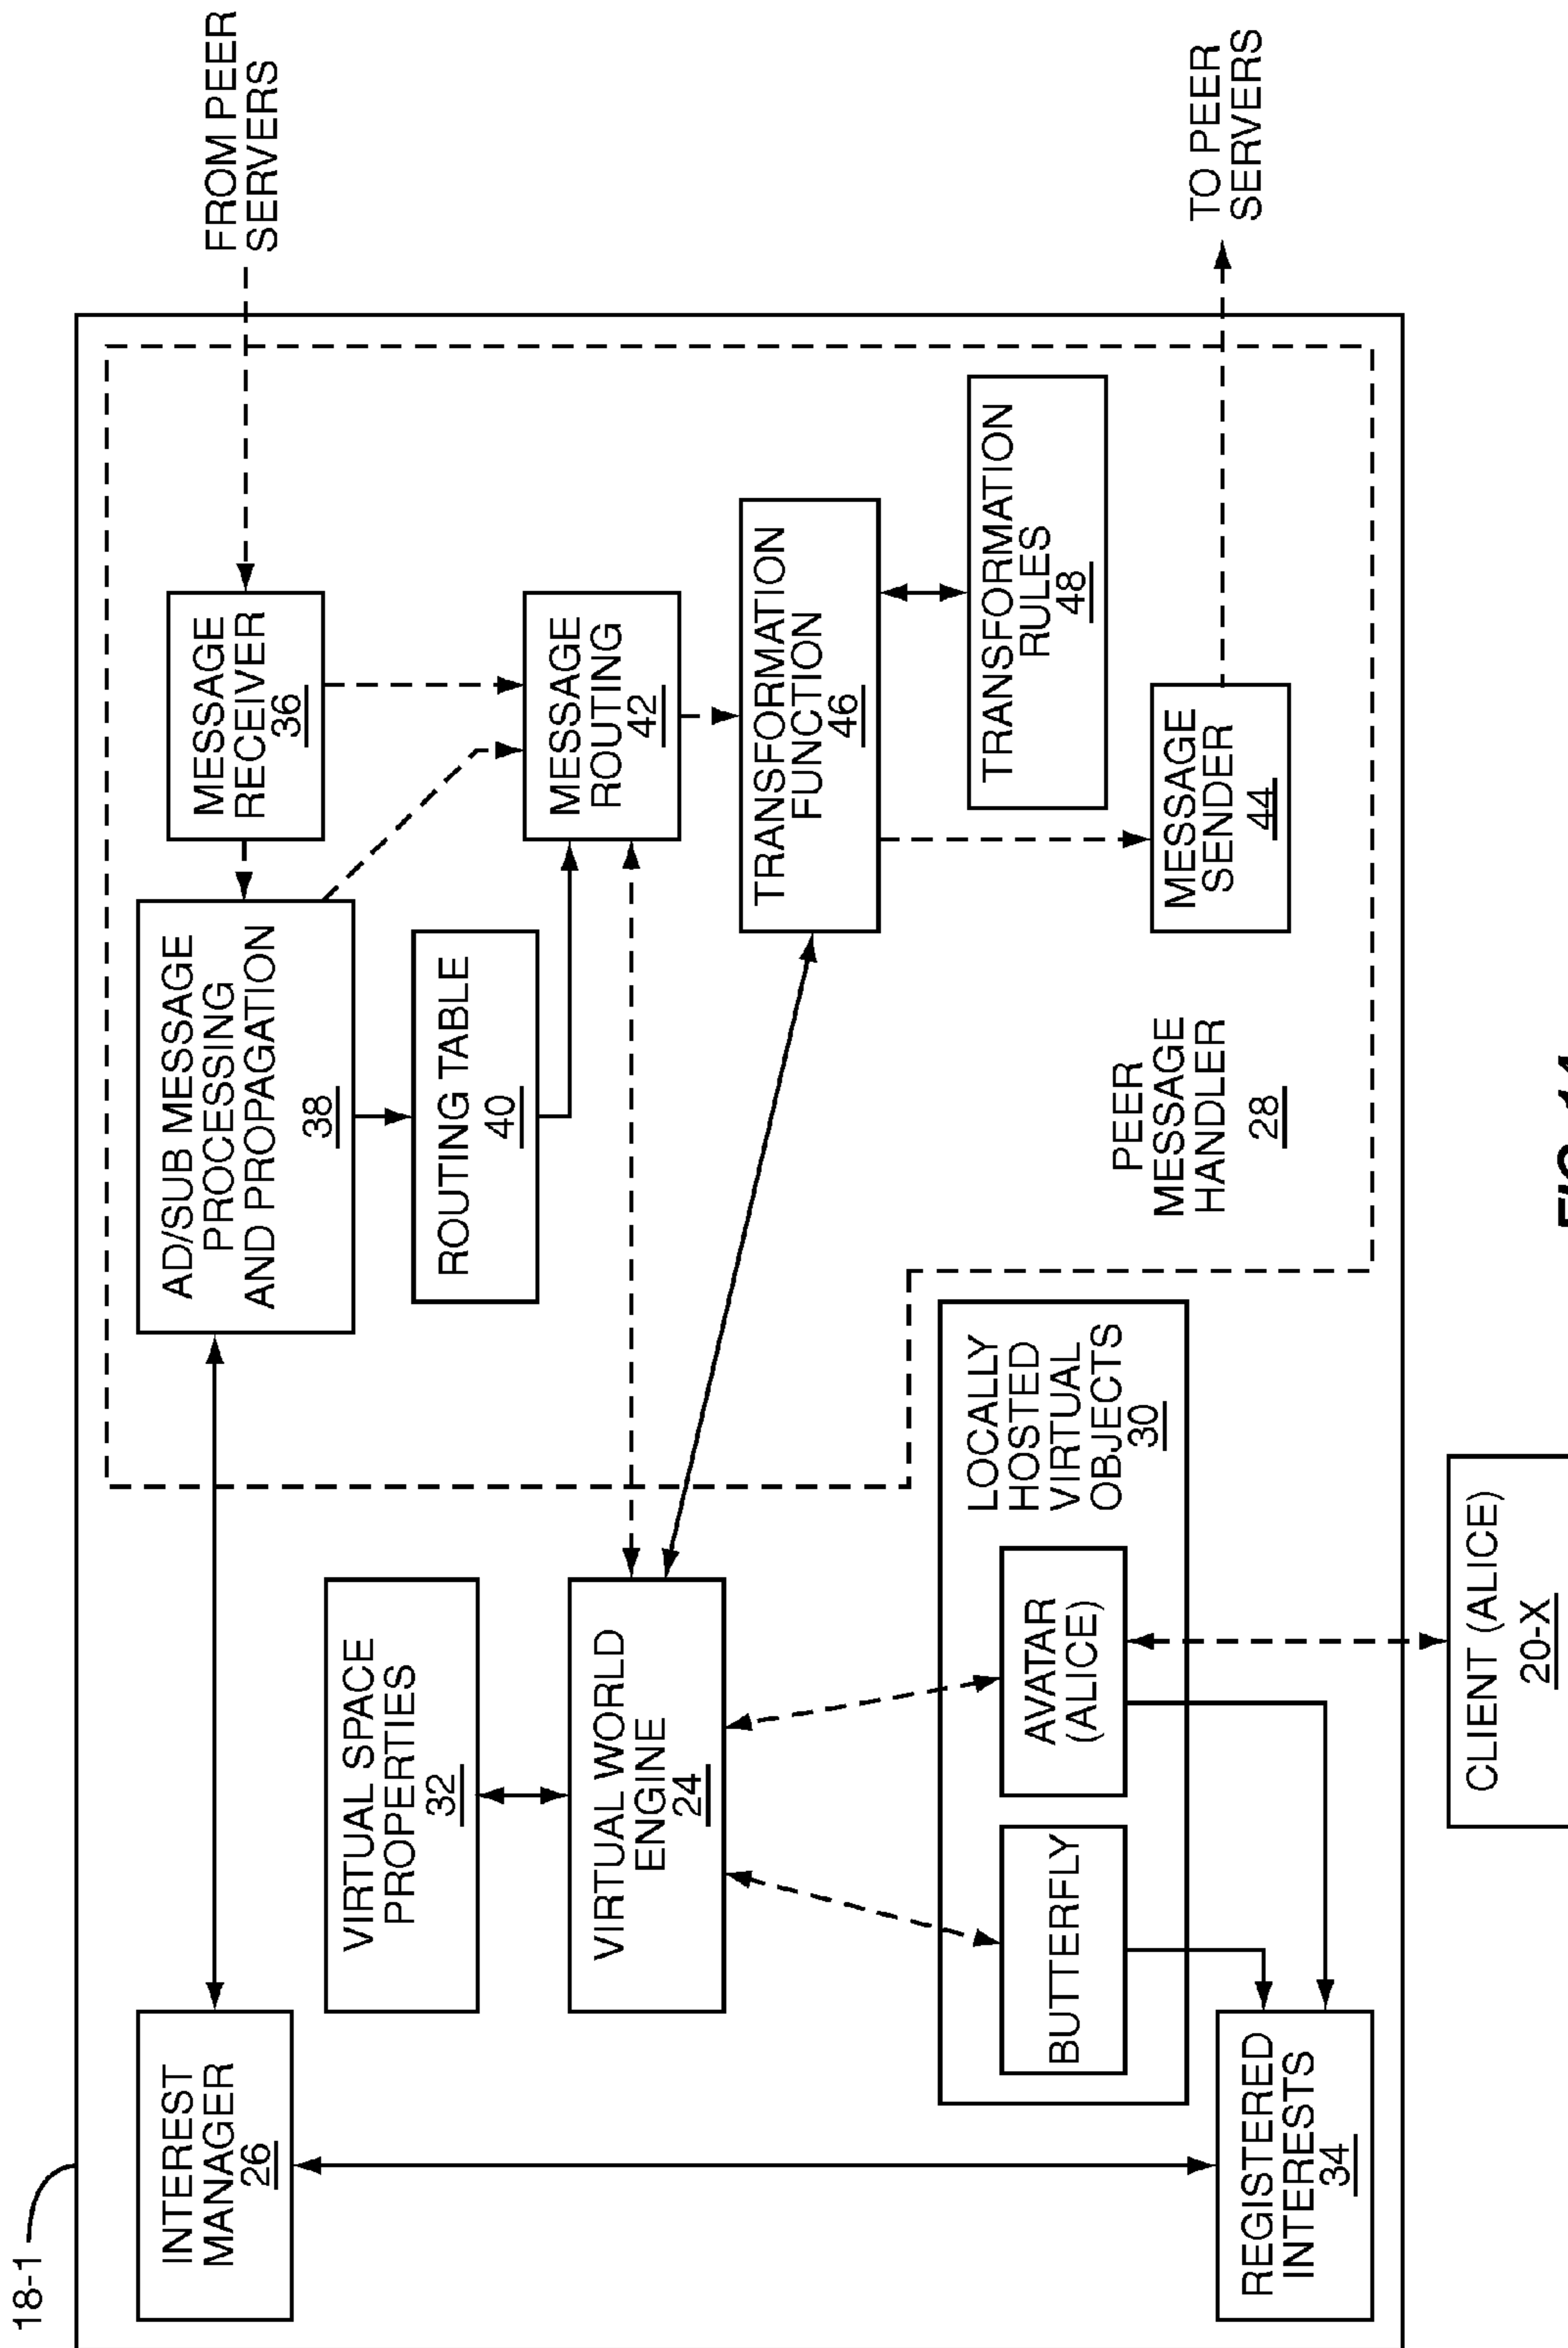 18-1
INTEREST
MANAGER
26
AD/SUB MESSAGE
PROCESSING
AND PROPAGATION
38
MESSAGE
RECEIVER
36
FROM PEER
SERVERS
VIRTUAL SPACE
PROPERTIES
32
ROUTING TABLE
40
MESSAGE
ROUTING
42
VIRTUAL WORLD
ENGINE
24
TRANSFORMATION
FUNCTION
46
TRANSFORMATION
RULES
48
LOCALLY
HOSTED
VIRTUAL
OBJECTS
30
BUTTERFLY
AVATAR
(ALICE)
PEER
MESSAGE
HANDLER
28
MESSAGE
SENDER
44
TO PEER
SERVERS
REGISTERED
INTERESTS
34
CLIENT (ALICE)
20-X